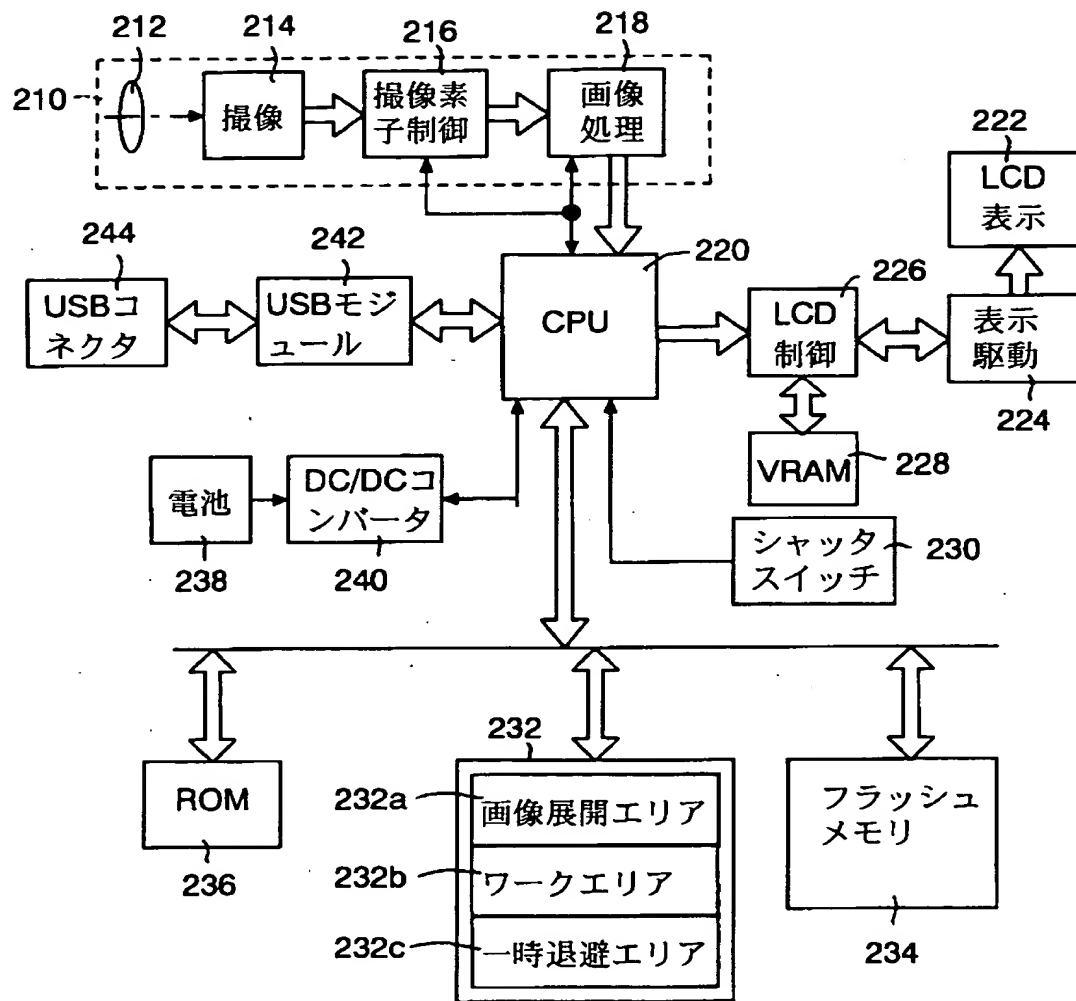 212
214
216
218
210
撮像
撮像素
子制御
画像
処理
222
LCD
表示
244
242
220
226
USBコ
ネクタ
USBモジ
ュール
CPU
LCD
制御
表示
駆動
224
VRAM
228
電池
DC/DCコ
ンバータ
238
240
シャッタ
スイッチ
230
232
ROM
236
232a
画像展開エリア
232b
ワークエリア
232c
一時退避エリア
フラッシュ
メモリ
234